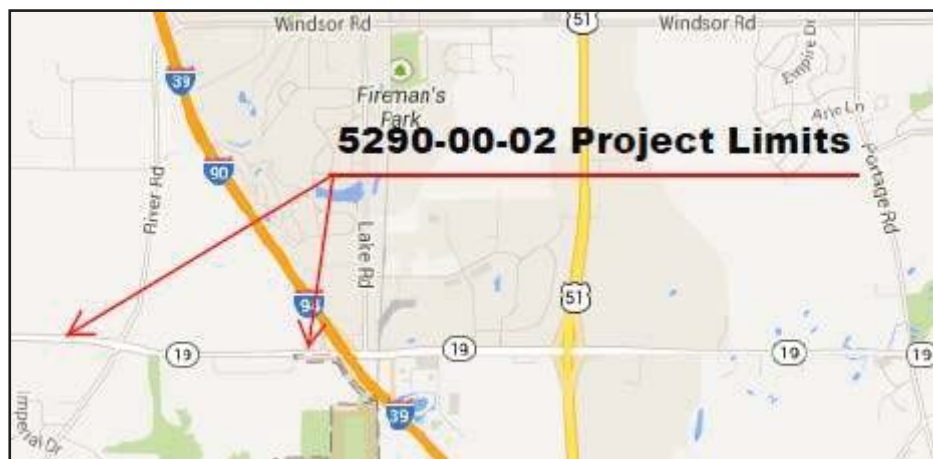 Windsor Rd
51
Windsor Rd
39
Fireman's
Park
Empire Dr
Arie Ln
5290-00-02 Project Limits
90
River Rd
Lake Rd
Portage Rd
94
51
19
19
19
19
Imperial Dr
39